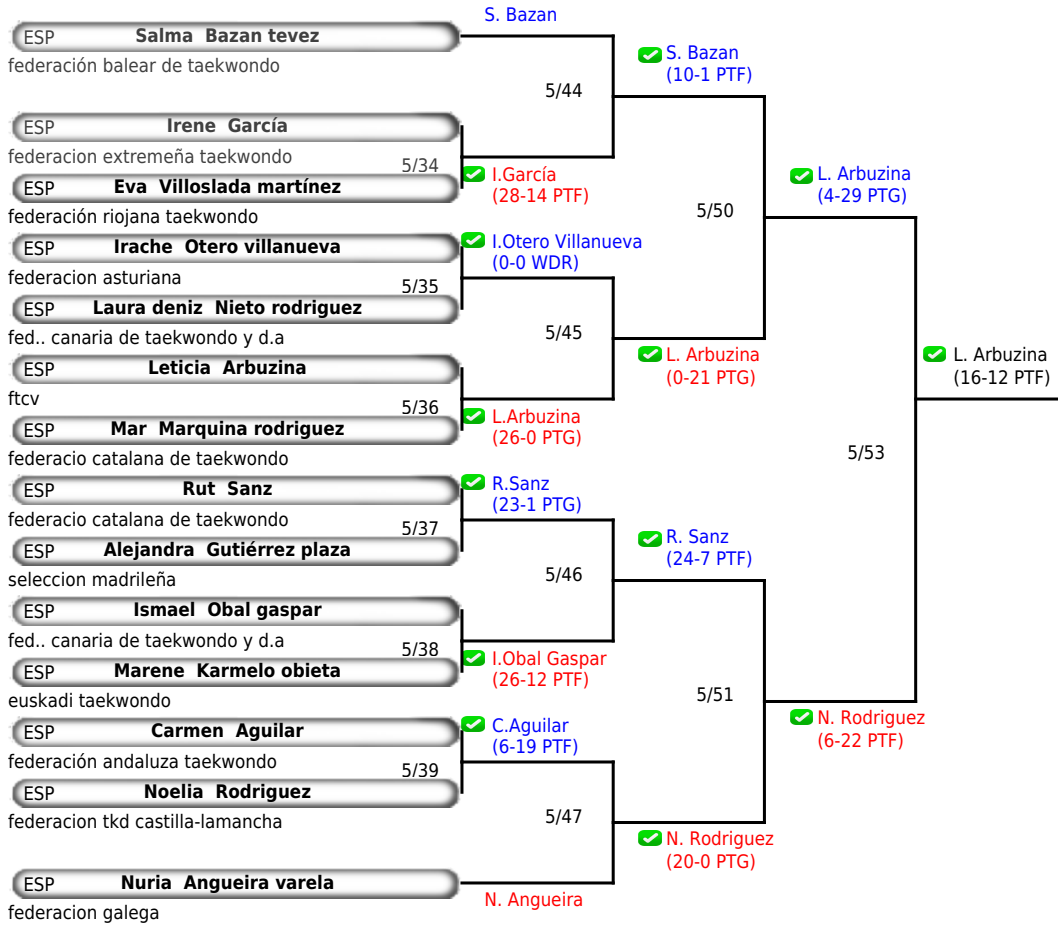 S. Bazan
ESP Salma Bazan tevez
federación balear de taekwondo
S. Bazan
(10-1 PTF)
5/44
ESP Irene García
federacion extremeña taekwondo
5/34
I.García
(28-14 PTF)
ESP Eva Villoslada martínez
federación riojana taekwondo
L. Arbuzina
(4-29 PTG)
5/50
ESP Irache Otero villanueva
federacion asturiana
I.Otero Villanueva
(0-0 WDR)
5/35
ESP Laura deniz Nieto rodriguez
fed.. canaria de taekwondo y d.a
5/45
L. Arbuzina
(0-21 PTG)
ESP Leticia Arbuzina
ftcv
5/36
L.Arbuzina
(26-0 PTG)
ESP Mar Marquina rodriguez
federacio catalana de taekwondo
L. Arbuzina
(16-12 PTF)
5/53
ESP Rut Sanz
federacio catalana de taekwondo
R.Sanz
(23-1 PTG)
5/37
ESP Alejandra Gutiérrez plaza
seleccion madrileña
R. Sanz
(24-7 PTF)
5/46
ESP Ismael Obal gaspar
fed.. canaria de taekwondo y d.a
5/38
I.Obal Gaspar
(26-12 PTF)
ESP Marene Karmelo obieta
euskadi taekwondo
5/51
N. Rodriguez
(6-22 PTF)
ESP Carmen Aguilar
federación andaluza taekwondo
C.Aguilar
(6-19 PTF)
5/39
ESP Noelia Rodriguez
federacion tkd castilla-lamancha
5/47
N. Rodriguez
(20-0 PTG)
ESP Nuria Angueira varela
federacion galega
N. Angueira